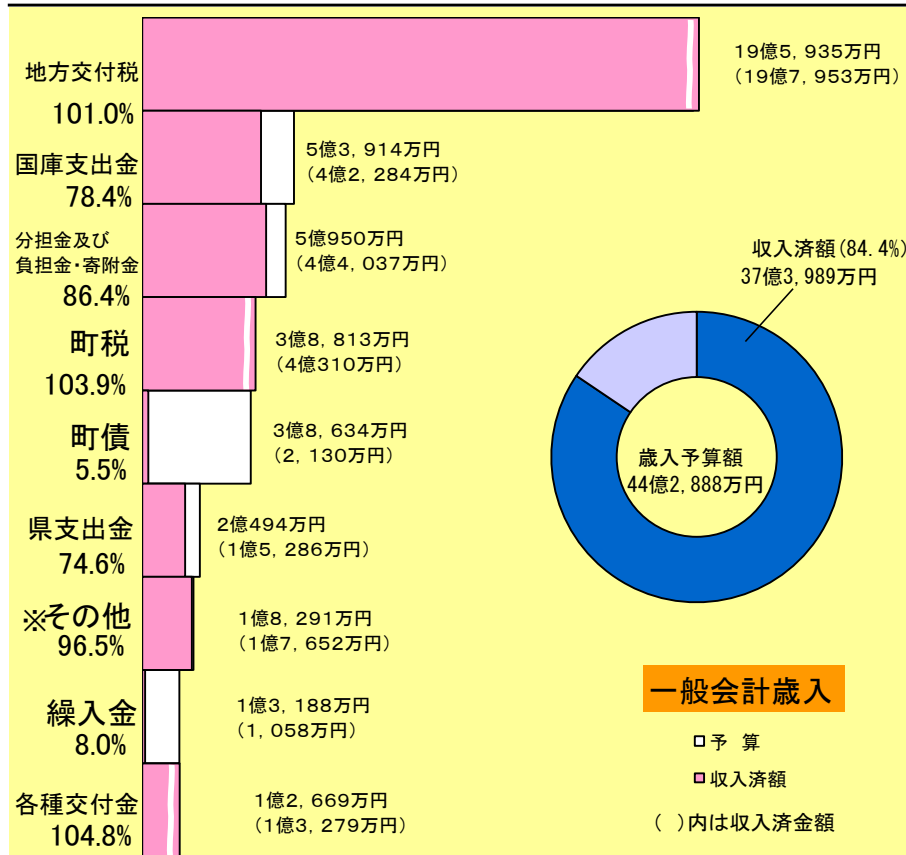 地方交付税
101.0%
19億5,935万円
(19億7,953万円)
国庫支出金
78.4%
5億3,914万円
(4億2,284万円)
分担金及び
負担金・寄附金
86.4%
5億950万円
(4億4,037万円)
町税
103.9%
3億8,813万円
(4億310万円)
町債
5.5%
3億8,634万円
(2,130万円)
県支出金
74.6%
2億494万円
(1億5,286万円)
※その他
96.5%
1億8,291万円
(1億7,652万円)
繰入金
8.0%
1億3,188万円
(1,058万円)
各種交付金
104.8%
1億2,669万円
(1億3,279万円)
収入済額(84.4%)
37億3,989万円
歳入予算額
44億2,888万円
一般会計歳入
予 算
収入済額
( )内は収入済金額